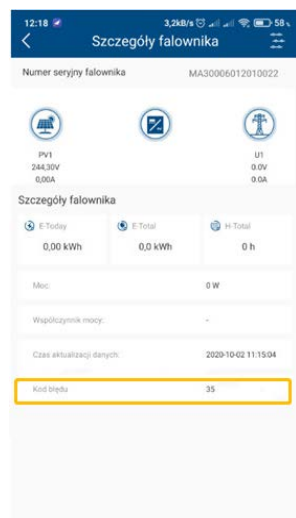 12:18 3,2kB/s 58%
Szczegóły falownika
Numer seryjny falownika MA30006012010022
PV1 U1
244,30V 0.0V
0,00A 0.0A
Szczegóły falownika
E-Today E-Total H-Total
0,00 kWh 0,0 kWh 0 h
Moc: 0 W
Współczynnik mocy: -
Czas aktualizacji danych: 2020-10-02 11:15:04
Kod błędu 35